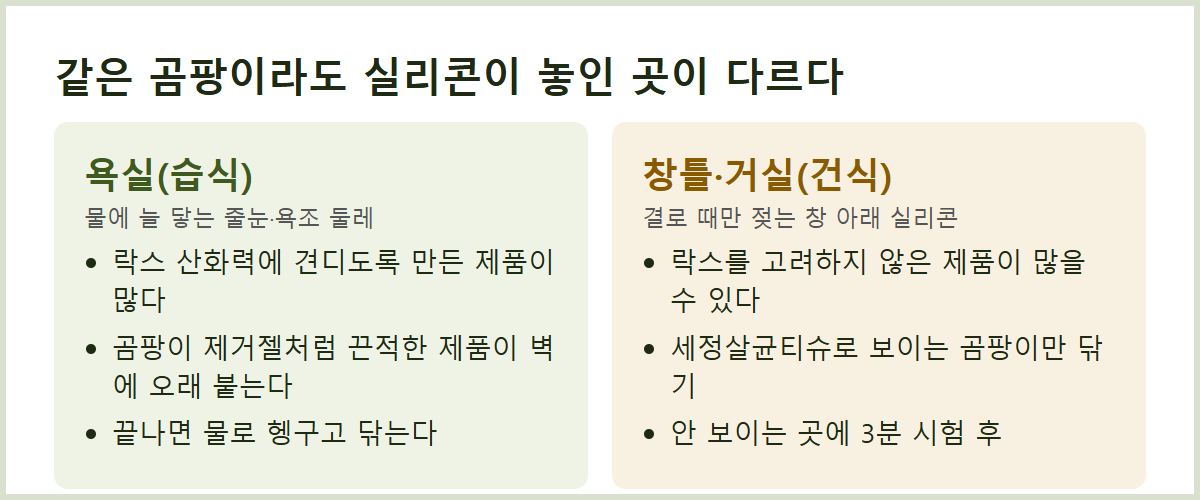 같은 곰팡이라도 실리콘이 놓인 곳이 다르다
욕실(습식)
물에 늘 닿는 줄눈·욕조 둘레
• 락스 산화력에 견디도록 만든 제품이
많다
• 곰팡이 제거젤처럼 끈적한 제품이 벽
에 오래 붙는다
• 끝나면 물로 헹구고 닦는다
창틀·거실(건식)
결로 때만 젖는 창 아래 실리콘
• 락스를 고려하지 않은 제품이 많을
수 있다
• 세정살균티슈로 보이는 곰팡이만 닦
기
• 안 보이는 곳에 3분 시험 후